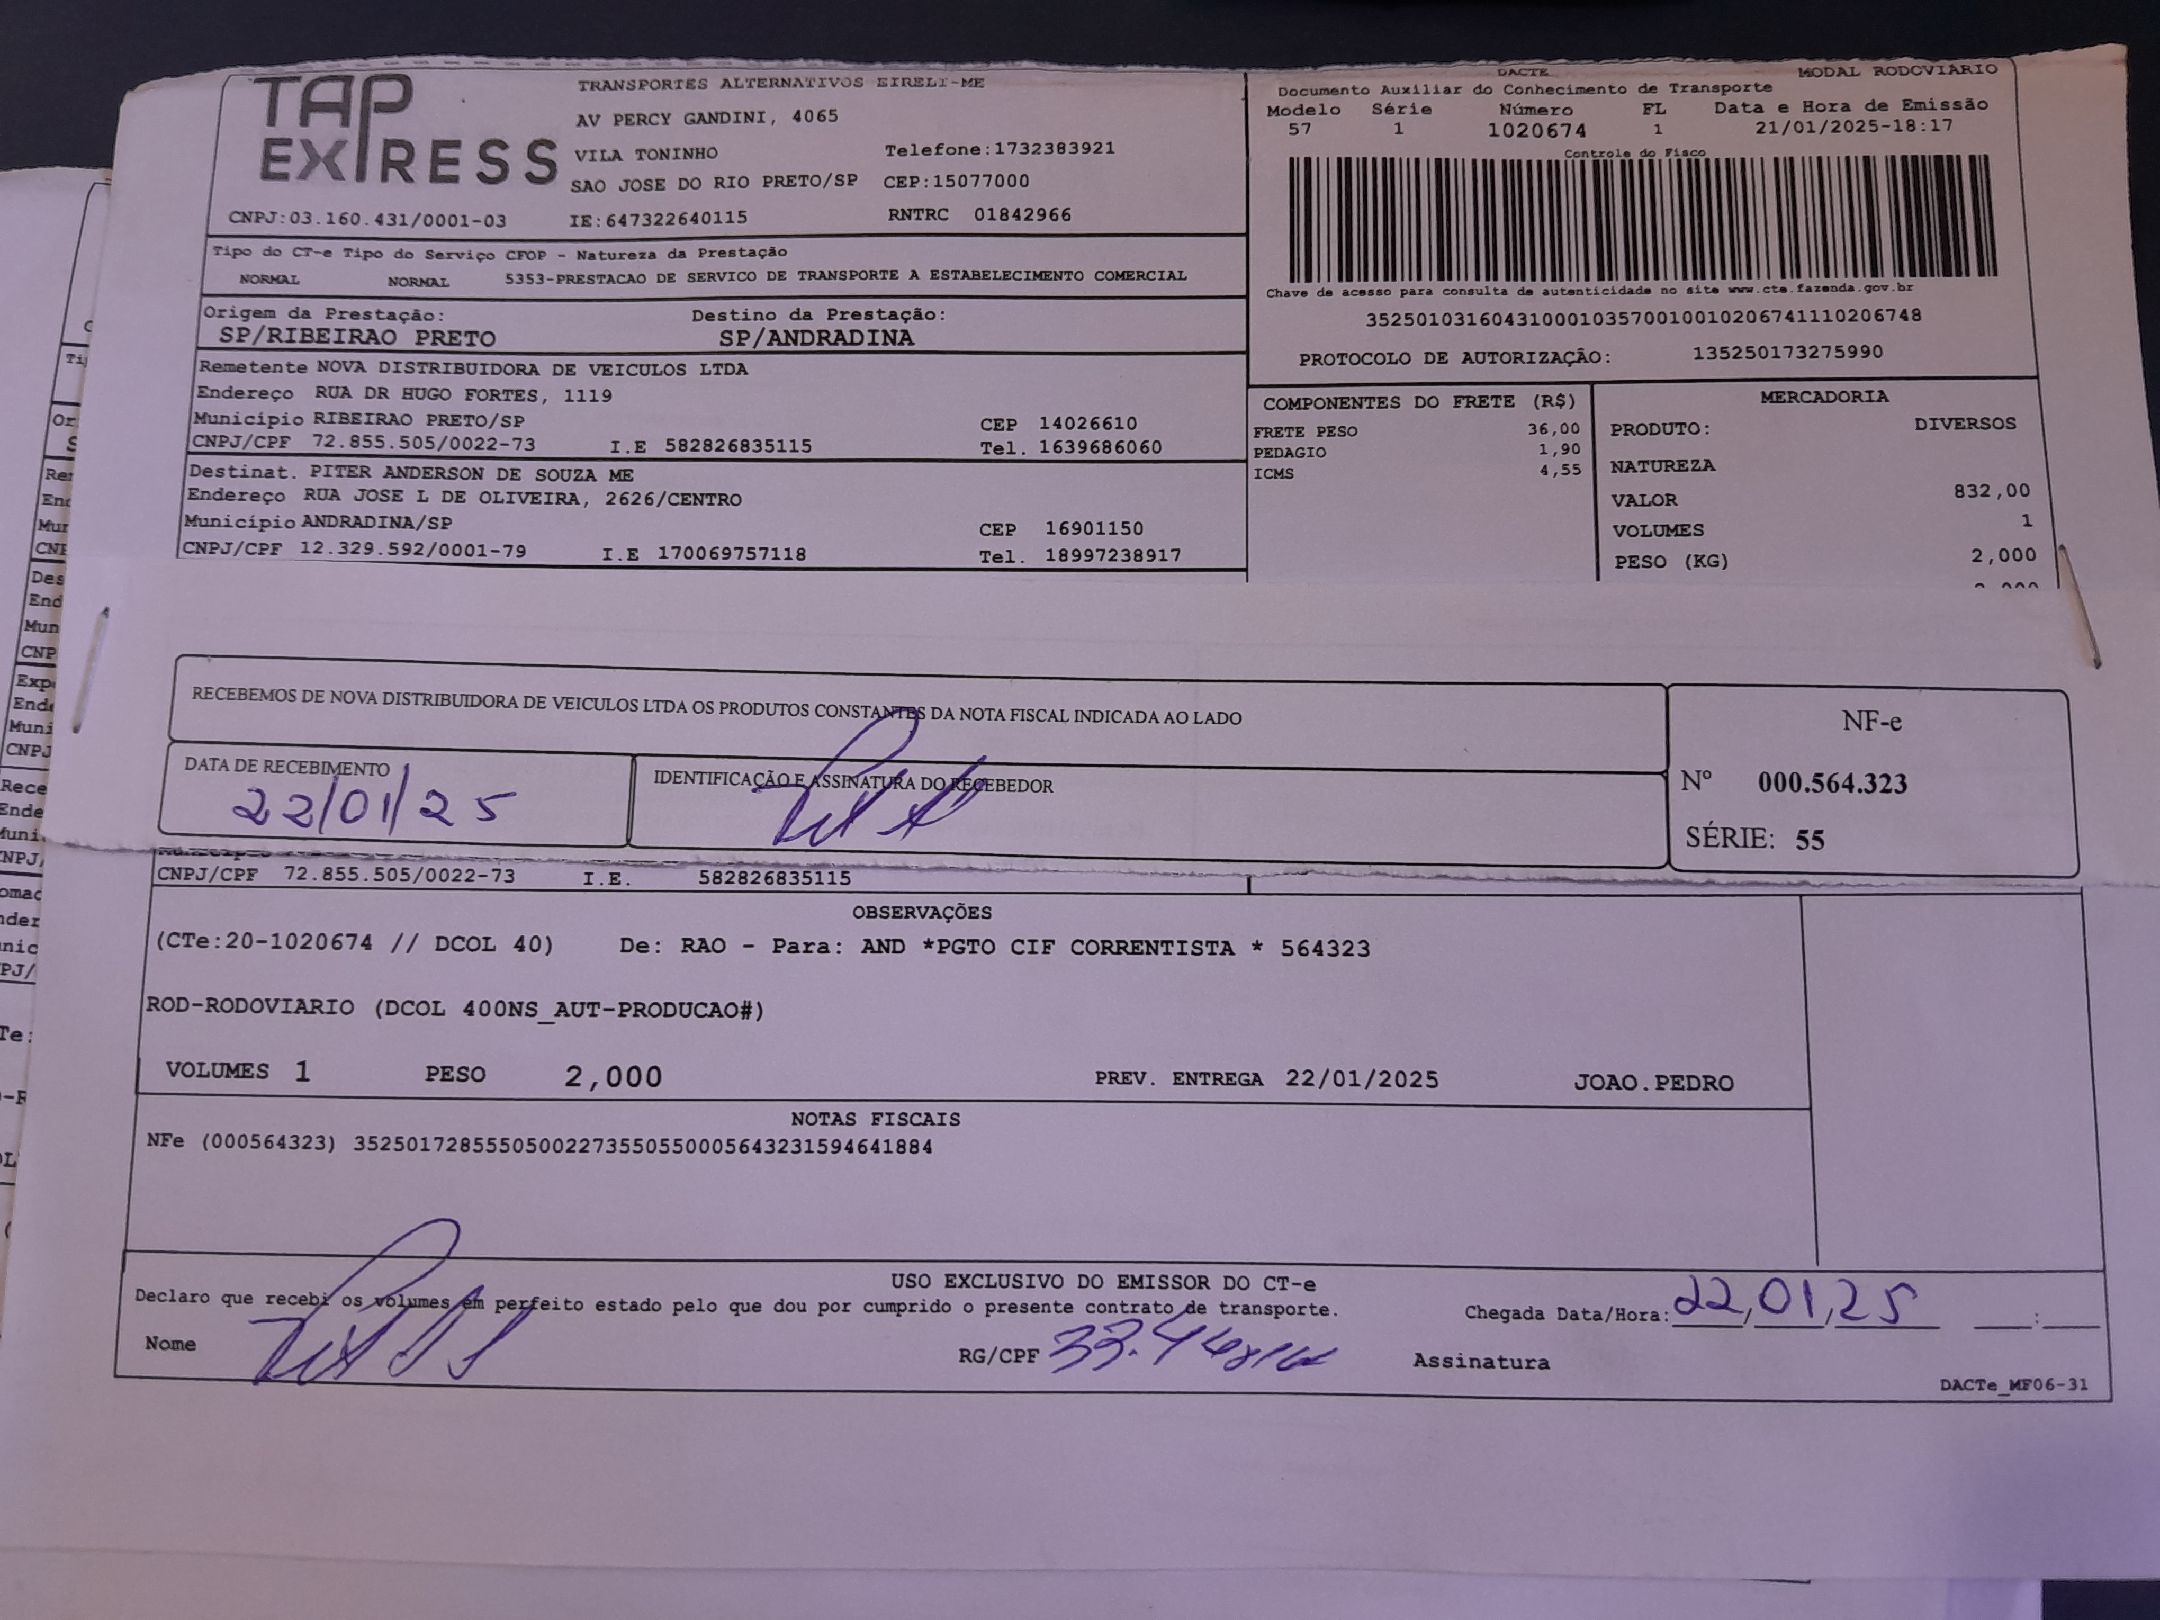 TAP EXPRESS
TRANSPORTES ALTERNATIVOS EIRELI-ME
AV PERCY GANDINI, 4065
VILA TONINHO Telefone:1732383921
SAO JOSE DO RIO PRETO/SP CEP:15077000
CNPJ:03.160.431/0001-03 IE:647322640115 RNTRC 01842966
DACTE MODAL RODOVIARIO
Documento Auxiliar do Conhecimento de Transporte
Modelo Série Número FL Data e Hora de Emissão
57 1 1020674 1 21/01/2025-18:17
Controle do Fisco
Chave de acesso para consulta de autenticidade no site www.cte.fazenda.gov.br
35250103160431000103570010010206741110206748
PROTOCOLO DE AUTORIZAÇÃO: 135250173275990
Tipo do CT-e Tipo do Serviço CFOP - Natureza da Prestação
NORMAL NORMAL 5353-PRESTACAO DE SERVICO DE TRANSPORTE A ESTABELECIMENTO COMERCIAL
Origem da Prestação: Destino da Prestação:
SP/RIBEIRAO PRETO SP/ANDRADINA
Remetente NOVA DISTRIBUIDORA DE VEICULOS LTDA
Endereço RUA DR HUGO FORTES, 1119
Município RIBEIRAO PRETO/SP CEP 14026610
CNPJ/CPF 72.855.505/0022-73 I.E 582826835115 Tel. 1639686060
Destinat. PITER ANDERSON DE SOUZA ME
Endereço RUA JOSE L DE OLIVEIRA, 2626/CENTRO
Município ANDRADINA/SP CEP 16901150
CNPJ/CPF 12.329.592/0001-79 I.E 170069757118 Tel. 18997238917
COMPONENTES DO FRETE (R$)
FRETE PESO 36,00
PEDAGIO 1,90
ICMS 4,55
MERCADORIA
PRODUTO: DIVERSOS
NATUREZA
VALOR 832,00
VOLUMES 1
PESO (KG) 2,000
RECEBEMOS DE NOVA DISTRIBUIDORA DE VEICULOS LTDA OS PRODUTOS CONSTANTES DA NOTA FISCAL INDICADA AO LADO
DATA DE RECEBIMENTO
22/01/25
IDENTIFICAÇÃO E ASSINATURA DO RECEBEDOR
NF-e
Nº 000.564.323
SÉRIE: 55
CNPJ/CPF 72.855.505/0022-73 I.E. 582826835115
OBSERVAÇÕES
(CTe:20-1020674 // DCOL 40) De: RAO - Para: AND *PGTO CIF CORRENTISTA * 564323
ROD-RODOVIARIO (DCOL 400NS_AUT-PRODUCAO#)
VOLUMES 1 PESO 2,000 PREV. ENTREGA 22/01/2025 JOAO.PEDRO
NOTAS FISCAIS
NFe (000564323) 35250172855505002273550550005643231594641884
USO EXCLUSIVO DO EMISSOR DO CT-e
Declaro que recebi os volumes em perfeito estado pelo que dou por cumprido o presente contrato de transporte.
Chegada Data/Hora: 22/01/25 :
Nome RG/CPF Assinatura
DACTe_MF06-31